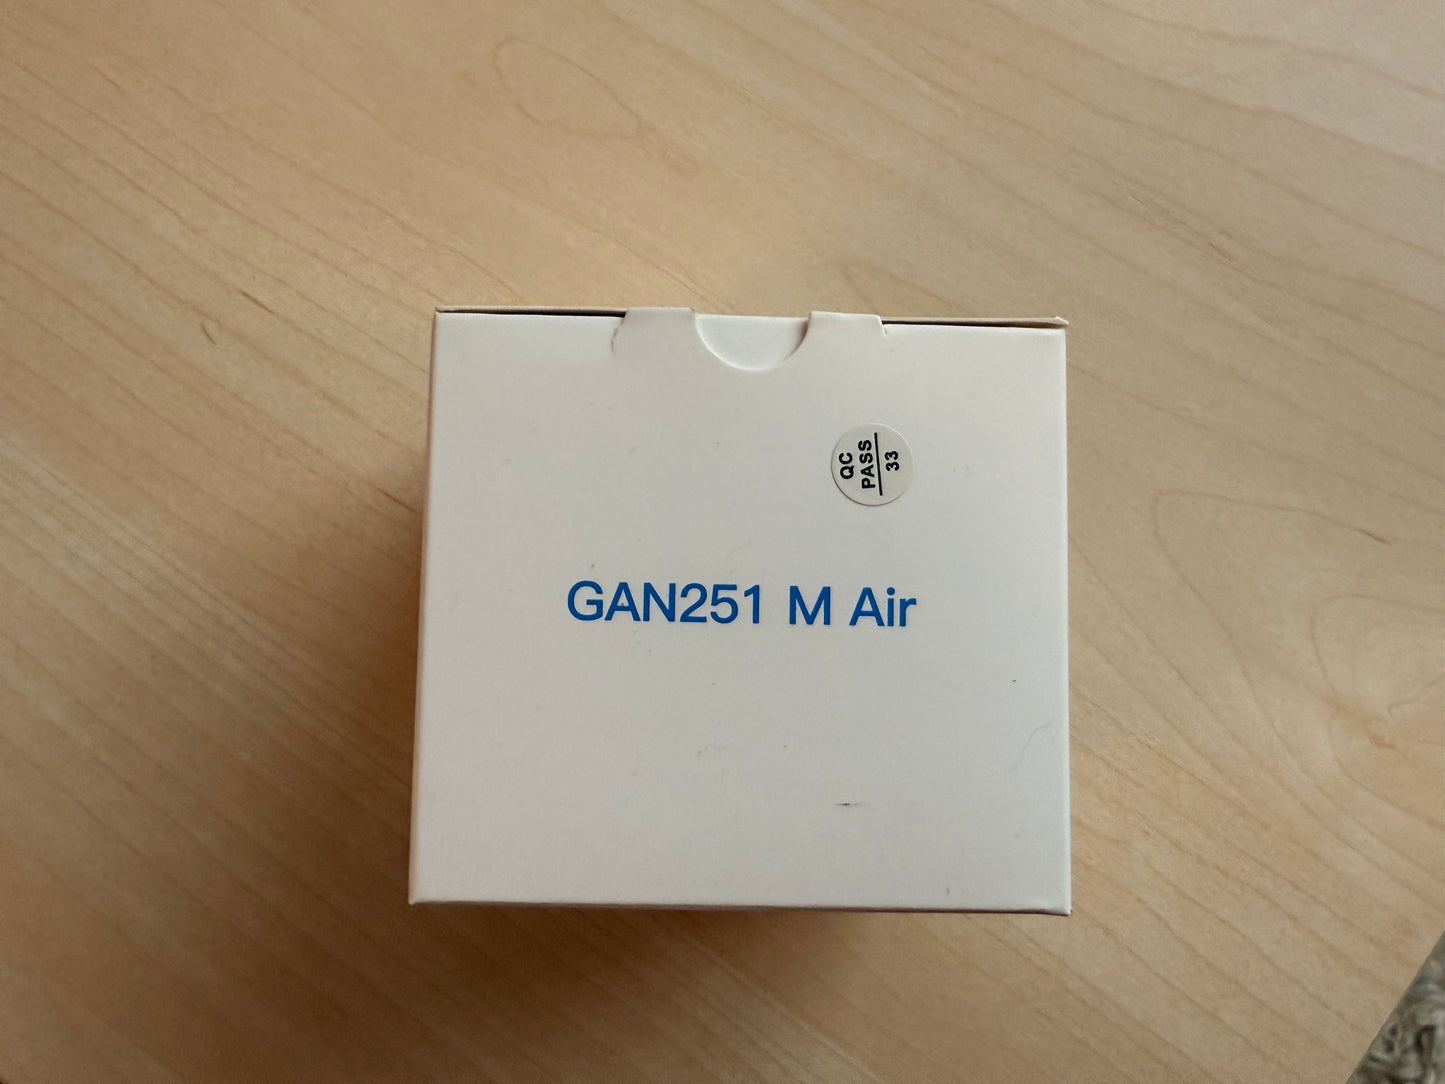 QC
PASS
33
GAN251 M Air